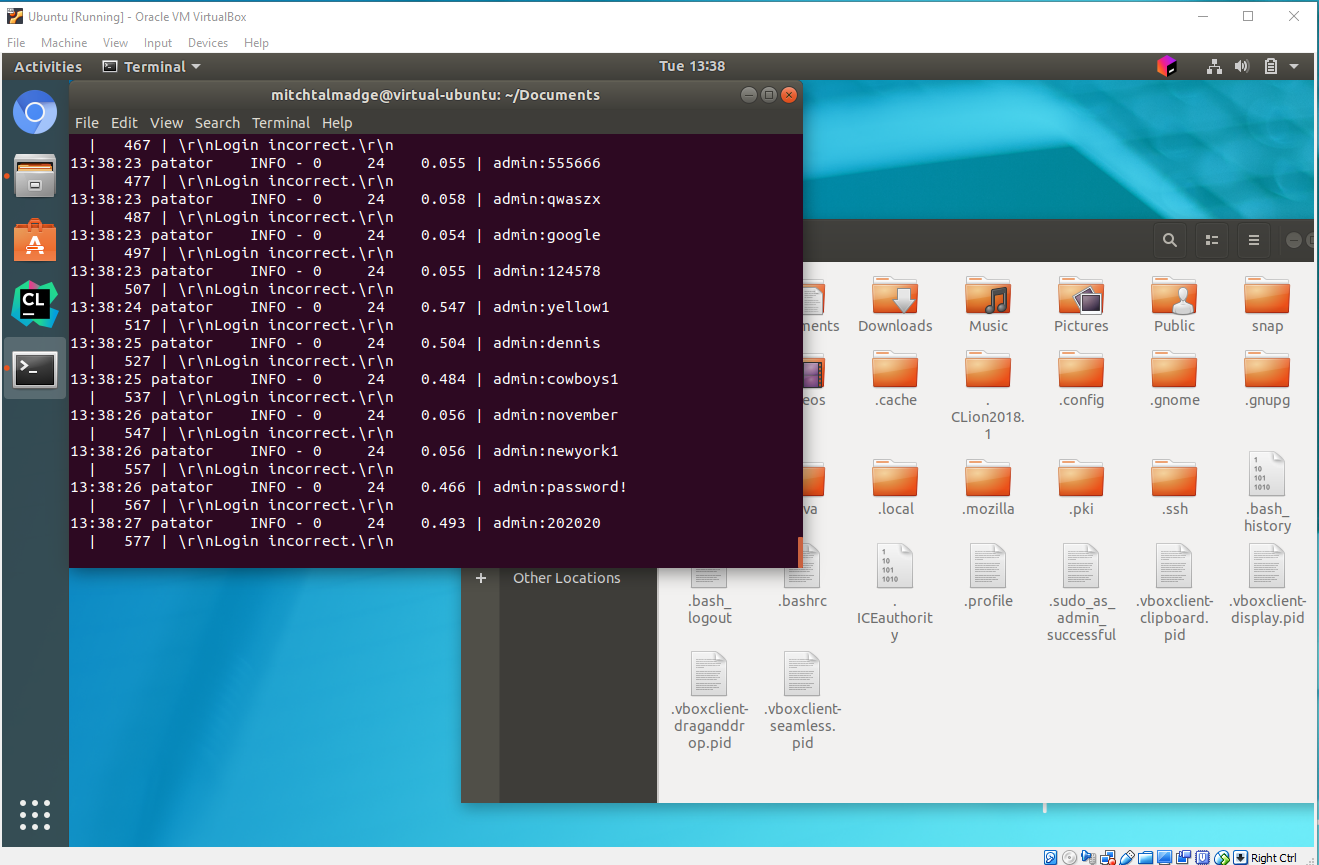 Ubuntu [Running] - Oracle VM VirtualBox
File Machine View Input Devices Help
Activities Terminal Tue 13:38
mitchtalmadge@virtual-ubuntu: ~/Documents
File Edit View Search Terminal Help
| 467 | \r\nLogin incorrect.\r\n
13:38:23 patator INFO - 0 24 0.055 | admin:555666
| 477 | \r\nLogin incorrect.\r\n
13:38:23 patator INFO - 0 24 0.058 | admin:qwaszx
| 487 | \r\nLogin incorrect.\r\n
13:38:23 patator INFO - 0 24 0.054 | admin:google
| 497 | \r\nLogin incorrect.\r\n
13:38:23 patator INFO - 0 24 0.055 | admin:124578
| 507 | \r\nLogin incorrect.\r\n
13:38:24 patator INFO - 0 24 0.547 | admin:yellow1
| 517 | \r\nLogin incorrect.\r\n
13:38:25 patator INFO - 0 24 0.504 | admin:dennis
| 527 | \r\nLogin incorrect.\r\n
13:38:25 patator INFO - 0 24 0.484 | admin:cowboys1
| 537 | \r\nLogin incorrect.\r\n
13:38:26 patator INFO - 0 24 0.056 | admin:november
| 547 | \r\nLogin incorrect.\r\n
13:38:26 patator INFO - 0 24 0.056 | admin:newyork1
| 557 | \r\nLogin incorrect.\r\n
13:38:26 patator INFO - 0 24 0.466 | admin:password!
| 567 | \r\nLogin incorrect.\r\n
13:38:27 patator INFO - 0 24 0.493 | admin:202020
| 577 | \r\nLogin incorrect.\r\n
CL
ments Downloads Music Pictures Public snap
eos .cache . .config .gnome .gnupg
CLion2018.
1
va .local .mozilla .pki .ssh .bash_
history
+ Other Locations
.bash_ .bashrc . .profile .sudo_as_ .vboxclient- .vboxclient-
logout ICEauthorit admin_ clipboard. display.pid
y successful pid
.vboxclient- .vboxclient-
draganddr seamless.
op.pid pid
Right Ctrl